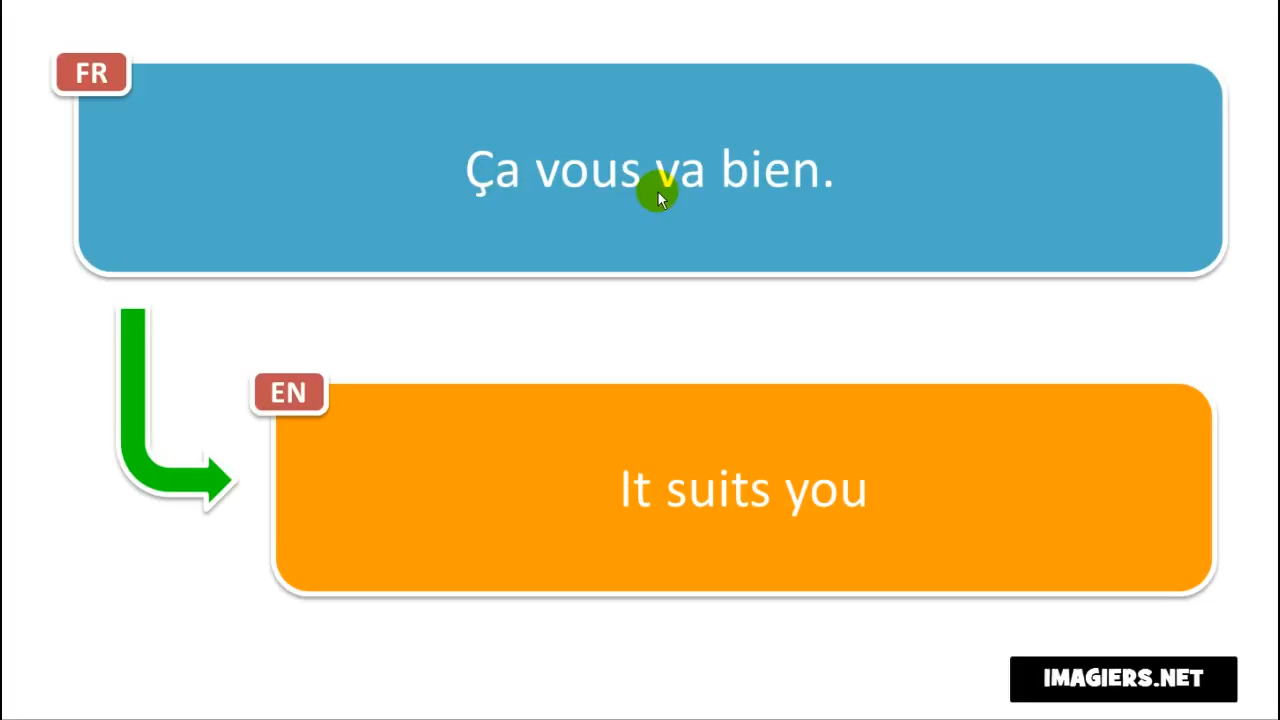 FR
Ça vous va bien.
EN
It suits you
IMAGIERS.NET